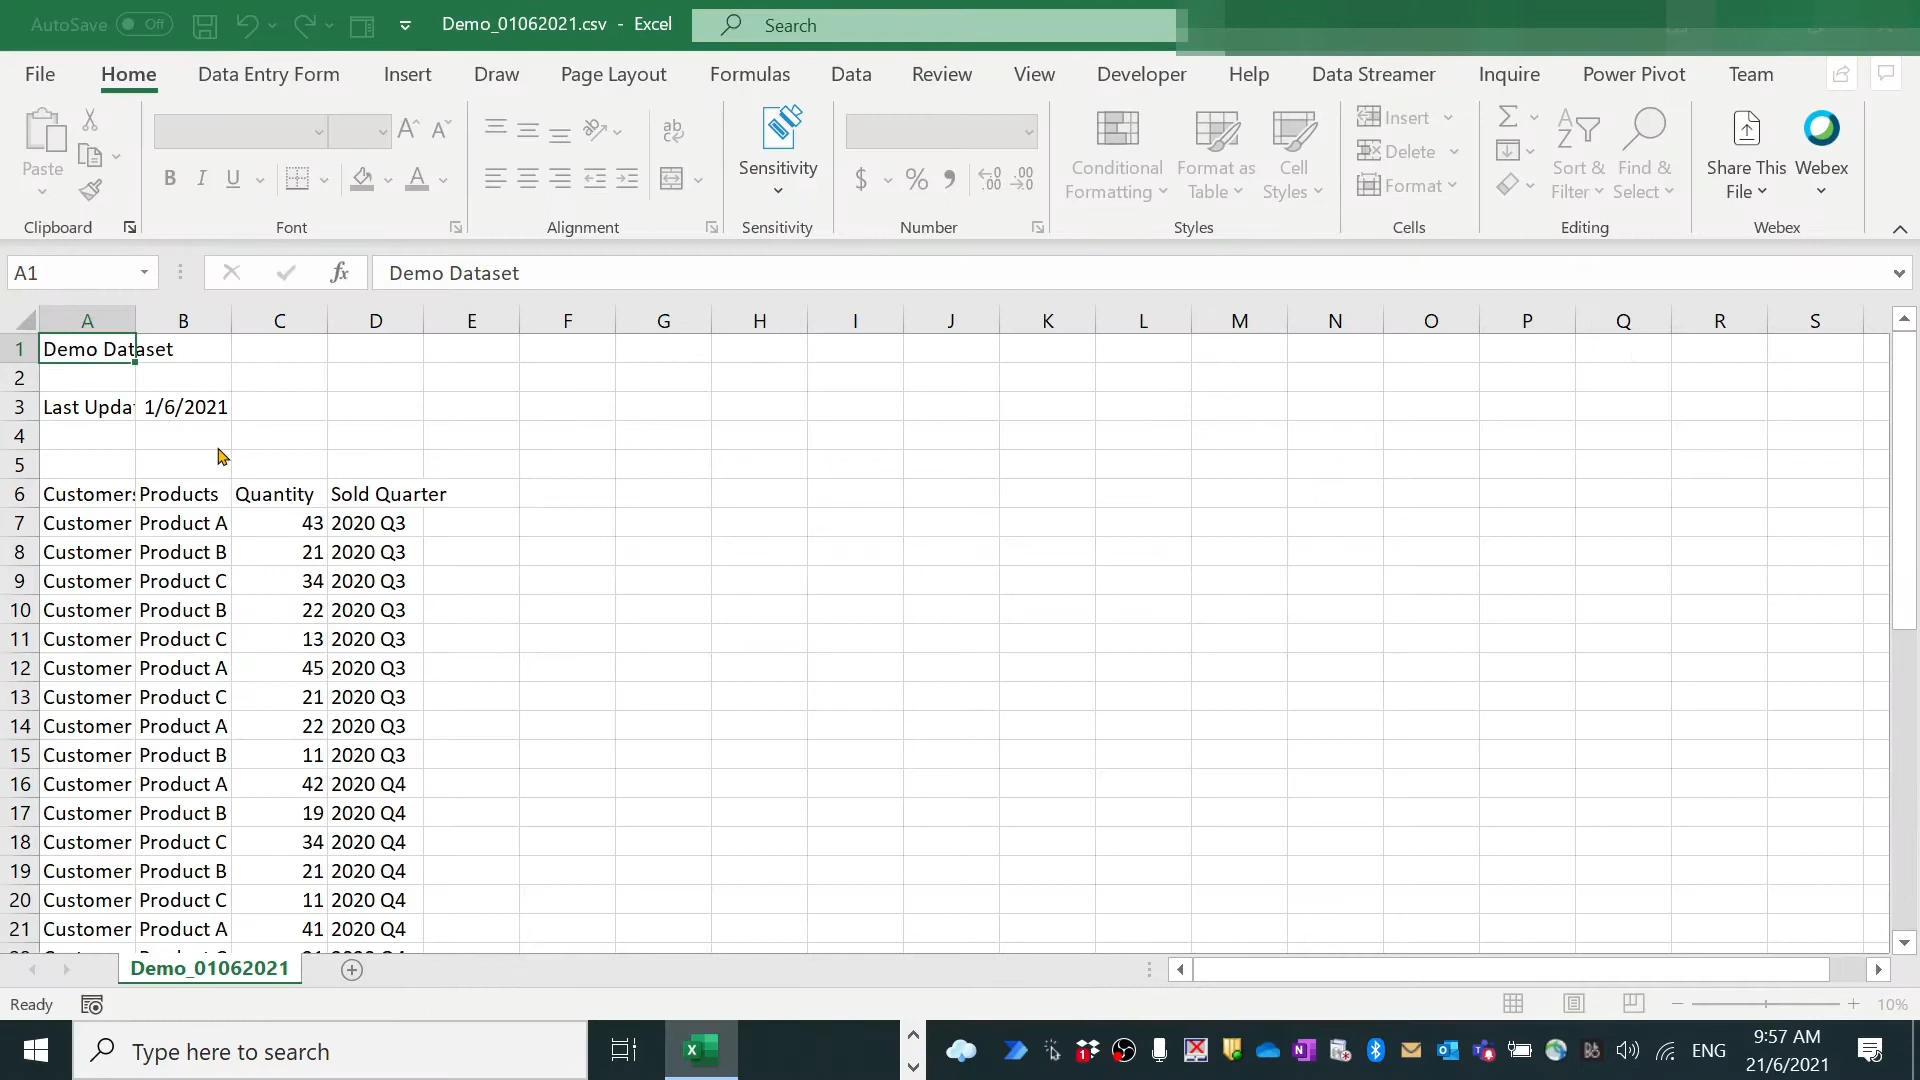 AutoSave Off Demo_01062021.csv - Excel Search
File Home Data Entry Form Insert Draw Page Layout Formulas Data Review View Developer Help Data Streamer Inquire Power Pivot Team
Paste
B I U
ab
Sensitivity
$ % 9
Conditional Formatting
Format as Table
Cell Styles
Insert
Delete
Format
Sort & Filter
Find & Select
Share This File
Webex
Clipboard Font Alignment Sensitivity Number Styles Cells Editing Webex
A1 fx Demo Dataset
A B C D E F G H I J K L M N O P Q R S
1 Demo Dataset
2
3 Last Updat 1/6/2021
4
5
6 Customers Products Quantity Sold Quarter
7 Customer Product A 43 2020 Q3
8 Customer Product B 21 2020 Q3
9 Customer Product C 34 2020 Q3
10 Customer Product B 22 2020 Q3
11 Customer Product C 13 2020 Q3
12 Customer Product A 45 2020 Q3
13 Customer Product C 21 2020 Q3
14 Customer Product A 22 2020 Q3
15 Customer Product B 11 2020 Q3
16 Customer Product A 42 2020 Q4
17 Customer Product B 19 2020 Q4
18 Customer Product C 34 2020 Q4
19 Customer Product B 21 2020 Q4
20 Customer Product C 11 2020 Q4
21 Customer Product A 41 2020 Q4
Demo_01062021
Ready 10%
Type here to search
ENG
9:57 AM
21/6/2021